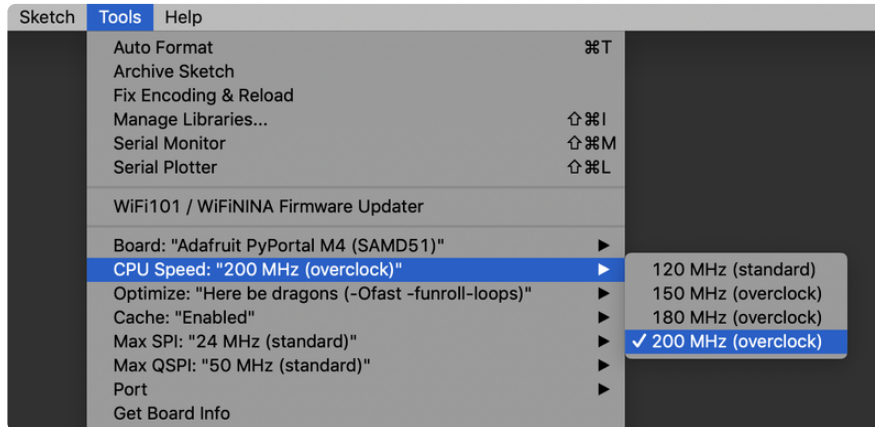 Sketch Tools Help
Auto Format ⌘T
Archive Sketch
Fix Encoding & Reload
Manage Libraries... ⇧⌘I
Serial Monitor ⇧⌘M
Serial Plotter ⇧⌘L
WiFi101 / WiFiNINA Firmware Updater
Board: "Adafruit PyPortal M4 (SAMD51)"
CPU Speed: "200 MHz (overclock)"
Optimize: "Here be dragons (-Ofast -funroll-loops)"
Cache: "Enabled"
Max SPI: "24 MHz (standard)"
Max QSPI: "50 MHz (standard)"
Port
Get Board Info
120 MHz (standard)
150 MHz (overclock)
180 MHz (overclock)
✓ 200 MHz (overclock)